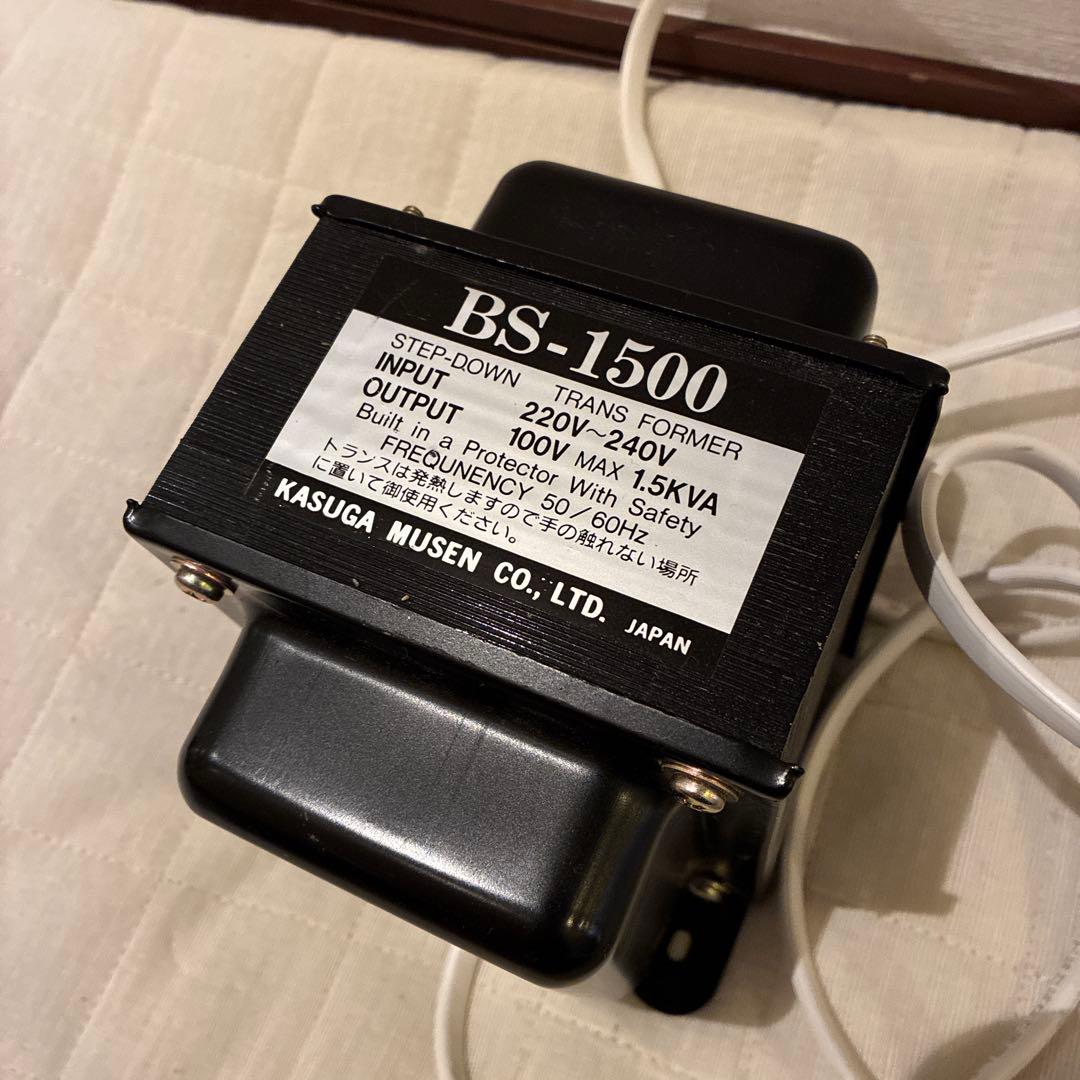 BS-1500
STEP-DOWN TRANS FORMER
INPUT 220V~240V
OUTPUT 100V MAX 1.5KVA
Built in a Protector With Safety
FREQUNENCY 50/60Hz
トランスは発熱しますので手の触れない場所
に置いて御使用ください。
KASUGA MUSEN CO., LTD. JAPAN